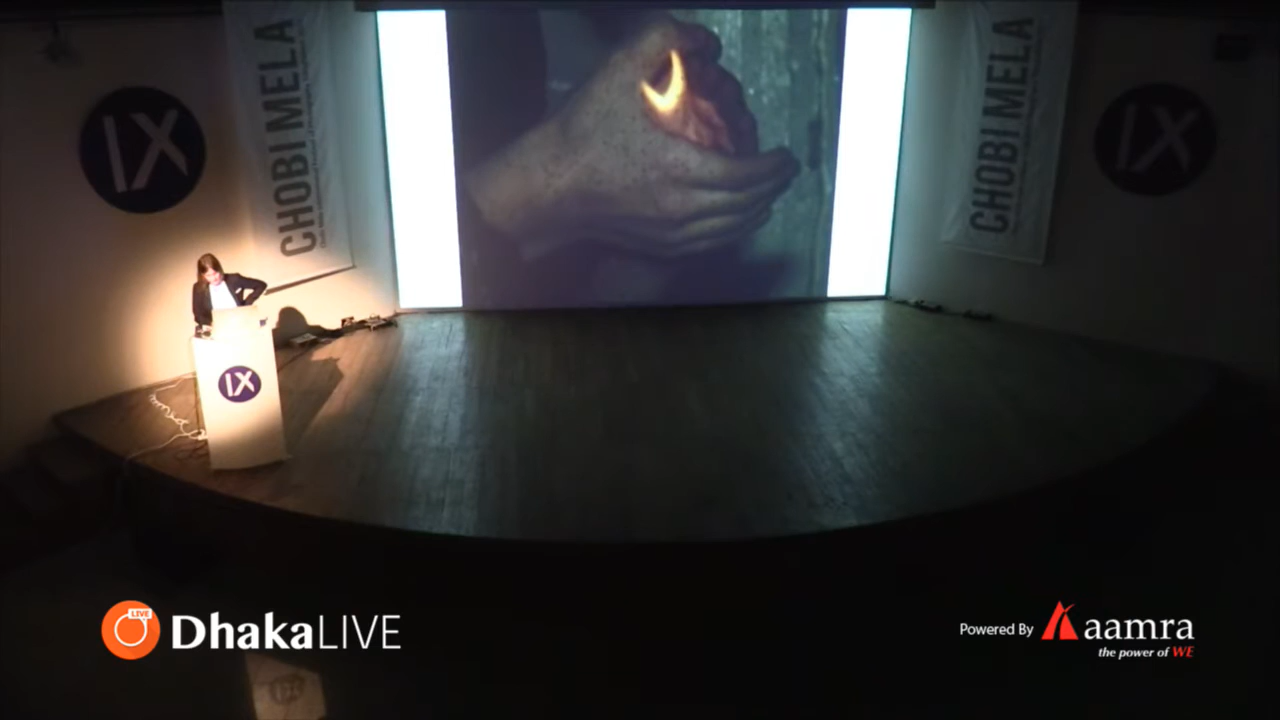 IX
CHOBI MELA
CHOBI MELA
IX
IX
LIVE
DhakaLIVE
Powered By aamra
the power of WE